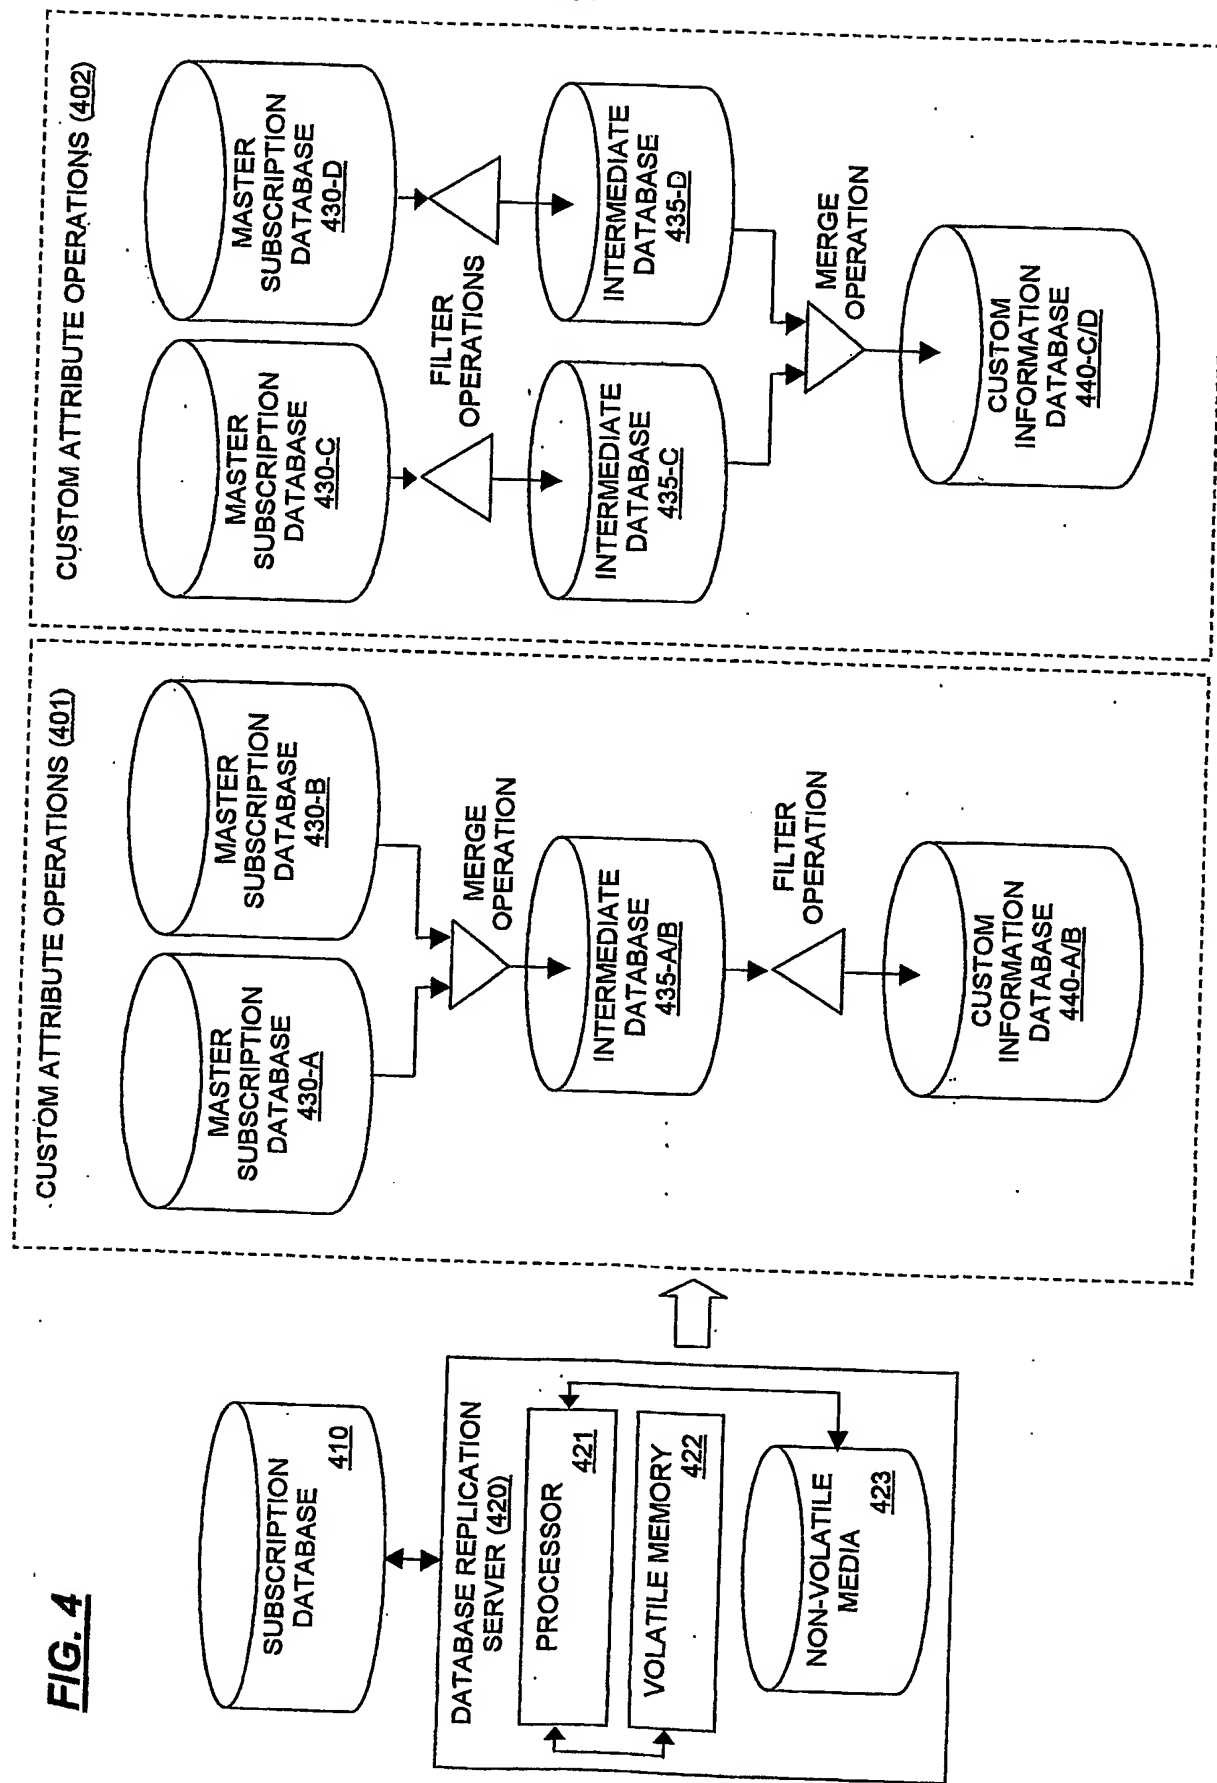 FIG. 4
SUBSCRIPTION
DATABASE
410
DATABASE REPLICATION
SERVER (420)
PROCESSOR
421
VOLATILE MEMORY
422
NON-VOLATILE
MEDIA
423
CUSTOM ATTRIBUTE OPERATIONS (401)
MASTER
SUBSCRIPTION
DATABASE
430-A
MASTER
SUBSCRIPTION
DATABASE
430-B
MERGE
OPERATION
INTERMEDIATE
DATABASE
435-A/B
FILTER
OPERATION
CUSTOM
INFORMATION
DATABASE
440-A/B
CUSTOM ATTRIBUTE OPERATIONS (402)
MASTER
SUBSCRIPTION
DATABASE
430-C
MASTER
SUBSCRIPTION
DATABASE
430-D
FILTER
OPERATIONS
INTERMEDIATE
DATABASE
435-C
INTERMEDIATE
DATABASE
435-D
MERGE
OPERATION
CUSTOM
INFORMATION
DATABASE
440-C/D